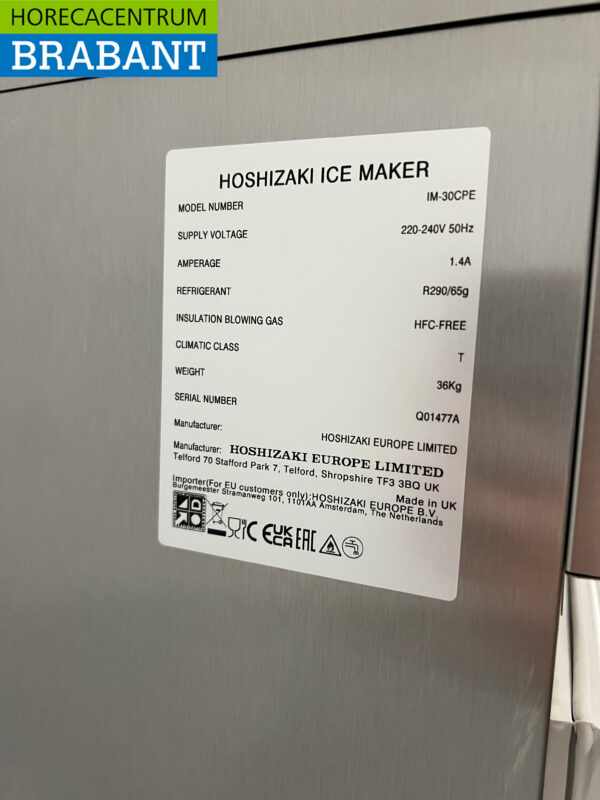 HORECACENTRUM
BRABANT
HOSHIZAKI ICE MAKER
MODEL NUMBER IM-30CPE
SUPPLY VOLTAGE 220-240V 50Hz
AMPERAGE 1.4A
REFRIGERANT R290/65g
INSULATION BLOWING GAS HFC-FREE
CLIMATIC CLASS T
WEIGHT 36Kg
SERIAL NUMBER Q01477A
Manufacturer: HOSHIZAKI EUROPE LIMITED
Manufacturer: HOSHIZAKI EUROPE LIMITED
Telford 70 Stafford Park 7, Telford, Shropshire TF3 3BQ UK
Made in UK
Importer(For EU customers only):HOSHIZAKI EUROPE B.V.
Burgemeester Stramanweg 101, 1101AA Amsterdam, The Netherlands
UK CA EAC